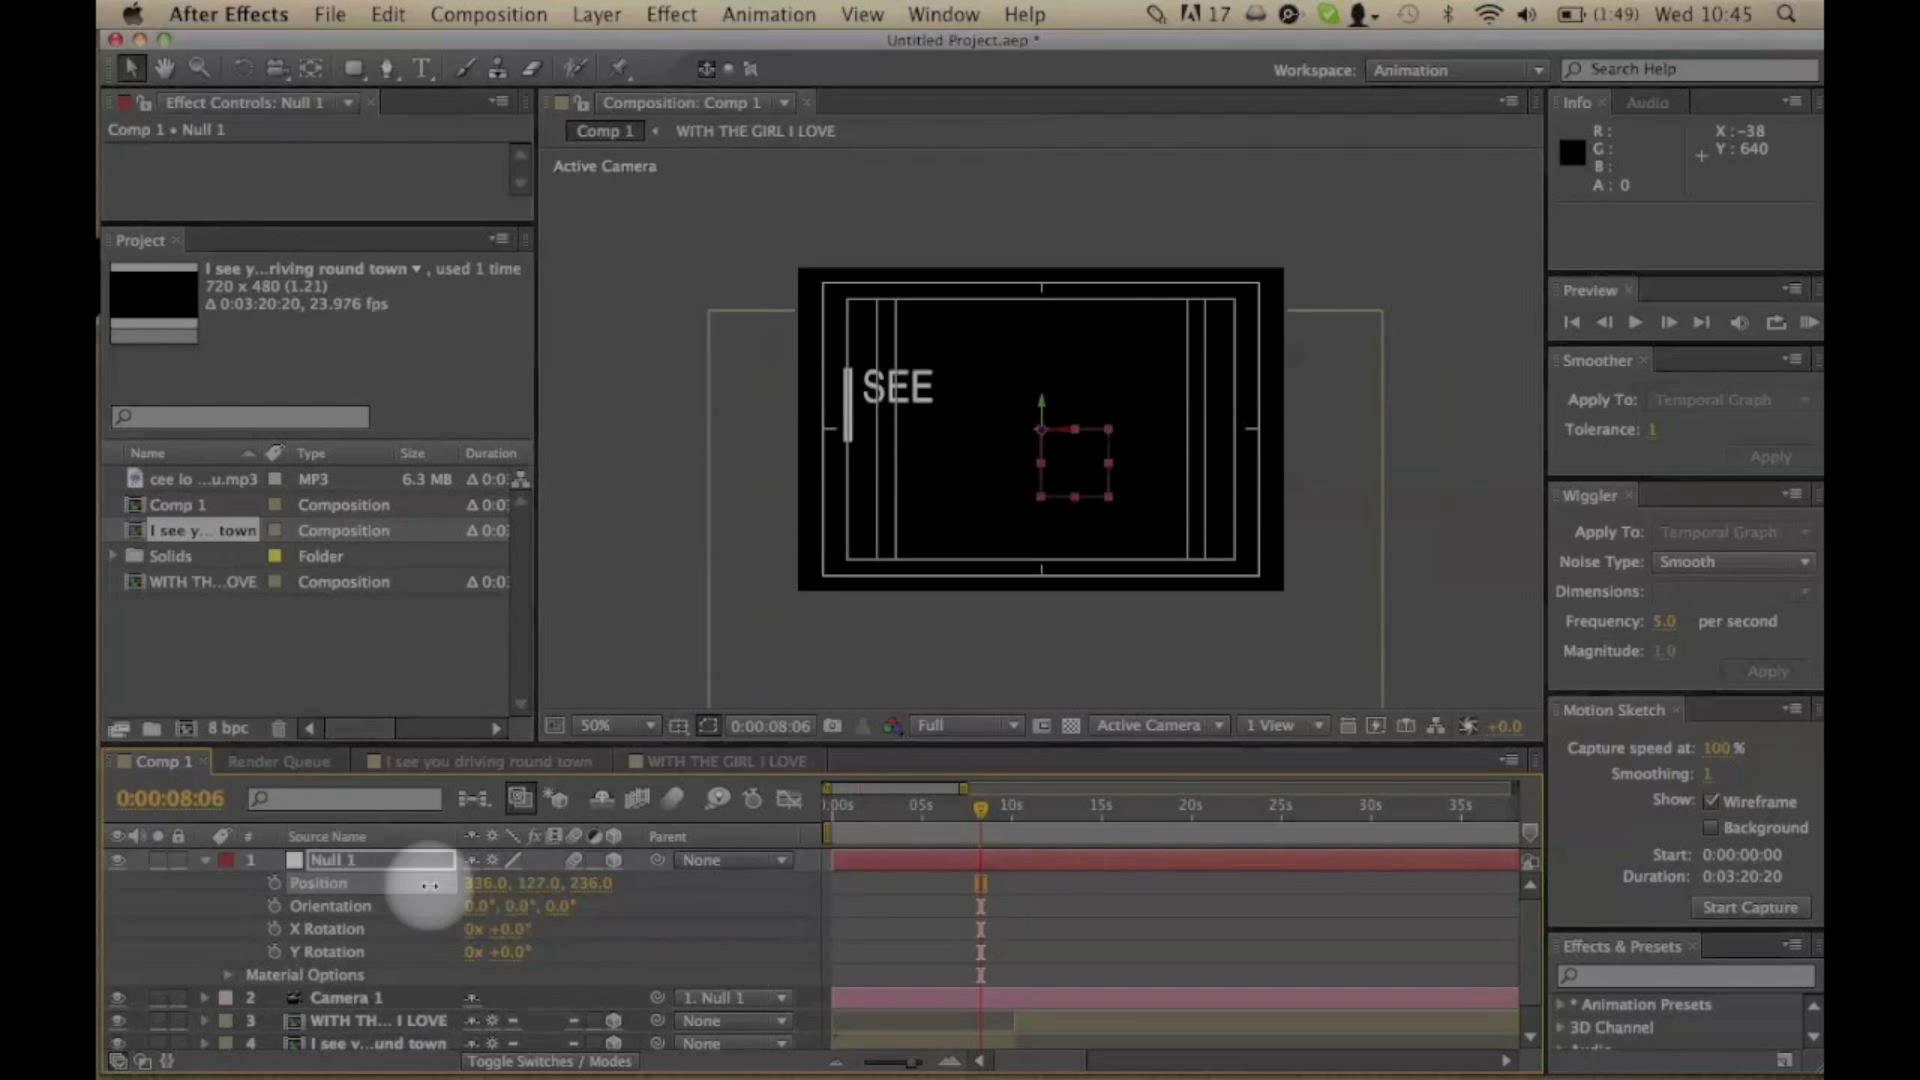 After Effects File Edit Composition Layer Effect Animation View Window Help 17 (1:49) Wed 10:45
Untitled Project.aep *
Workspace: Animation Search Help
Effect Controls: Null 1
Comp 1 • Null 1
Project
I see y...riving round town ▾ , used 1 time
720 x 480 (1.21)
Δ 0:03:20:20, 23.976 fps
Name Type Size Duration
cee lo ...u.mp3 MP3 6.3 MB Δ 0:0
Comp 1 Composition Δ 0:0
I see y... town Composition Δ 0:0
Solids Folder
WITH TH...OVE Composition Δ 0:0
8 bpc
Composition: Comp 1
Comp 1 WITH THE GIRL I LOVE
Active Camera
I SEE
50% 0:00:08:06 Full Active Camera 1 View +0.0
Info Audio
R : X : -38
G : Y : 640
B :
A : 0
Preview
Smoother
Apply To: Temporal Graph
Tolerance: 1
Apply
Wiggler
Apply To: Temporal Graph
Noise Type: Smooth
Dimensions:
Frequency: 5.0 per second
Magnitude: 1.0
Apply
Motion Sketch
Capture speed at: 100 %
Smoothing: 1
Show: Wireframe
Background
Start: 0:00:00:00
Duration: 0:03:20:20
Start Capture
Effects & Presets
* Animation Presets
3D Channel
Comp 1 Render Queue I see you driving round town WITH THE GIRL I LOVE
0:00:08:06 :00s 05s 10s 15s 20s 25s 30s 35s
# Source Name fx Parent
1 Null 1 None
Position 336.0, 127.0, 236.0
Orientation 0.0°, 0.0°, 0.0°
X Rotation 0x +0.0°
Y Rotation 0x +0.0°
Material Options
2 Camera 1 1. Null 1
3 WITH TH... I LOVE None
4 I see y...und town None
Toggle Switches / Modes